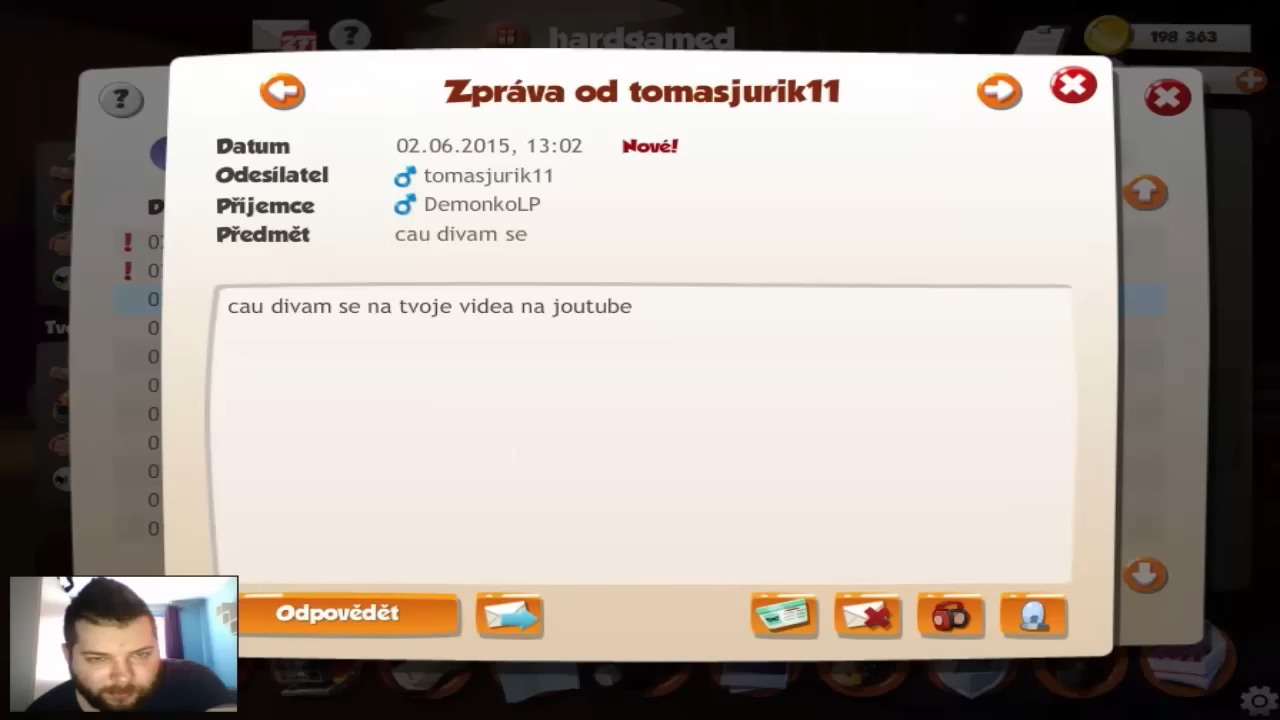 27
?
hardgamed
198 363
?
Zpráva od tomasjurik11
Datum 02.06.2015, 13:02 Nové!
Odesílatel tomasjurik11
Příjemce DemonkoLP
Předmět cau divam se
cau divam se na tvoje videa na joutube
Odpovědět